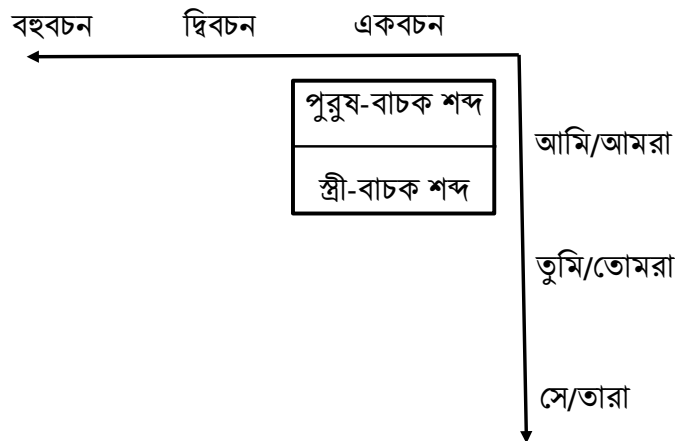 বহুবচন দ্বিবচন একবচন
পুরুষ-বাচক শব্দ
আমি/আমরা
স্ত্রী-বাচক শব্দ
তুমি/তোমরা
সে/তারা